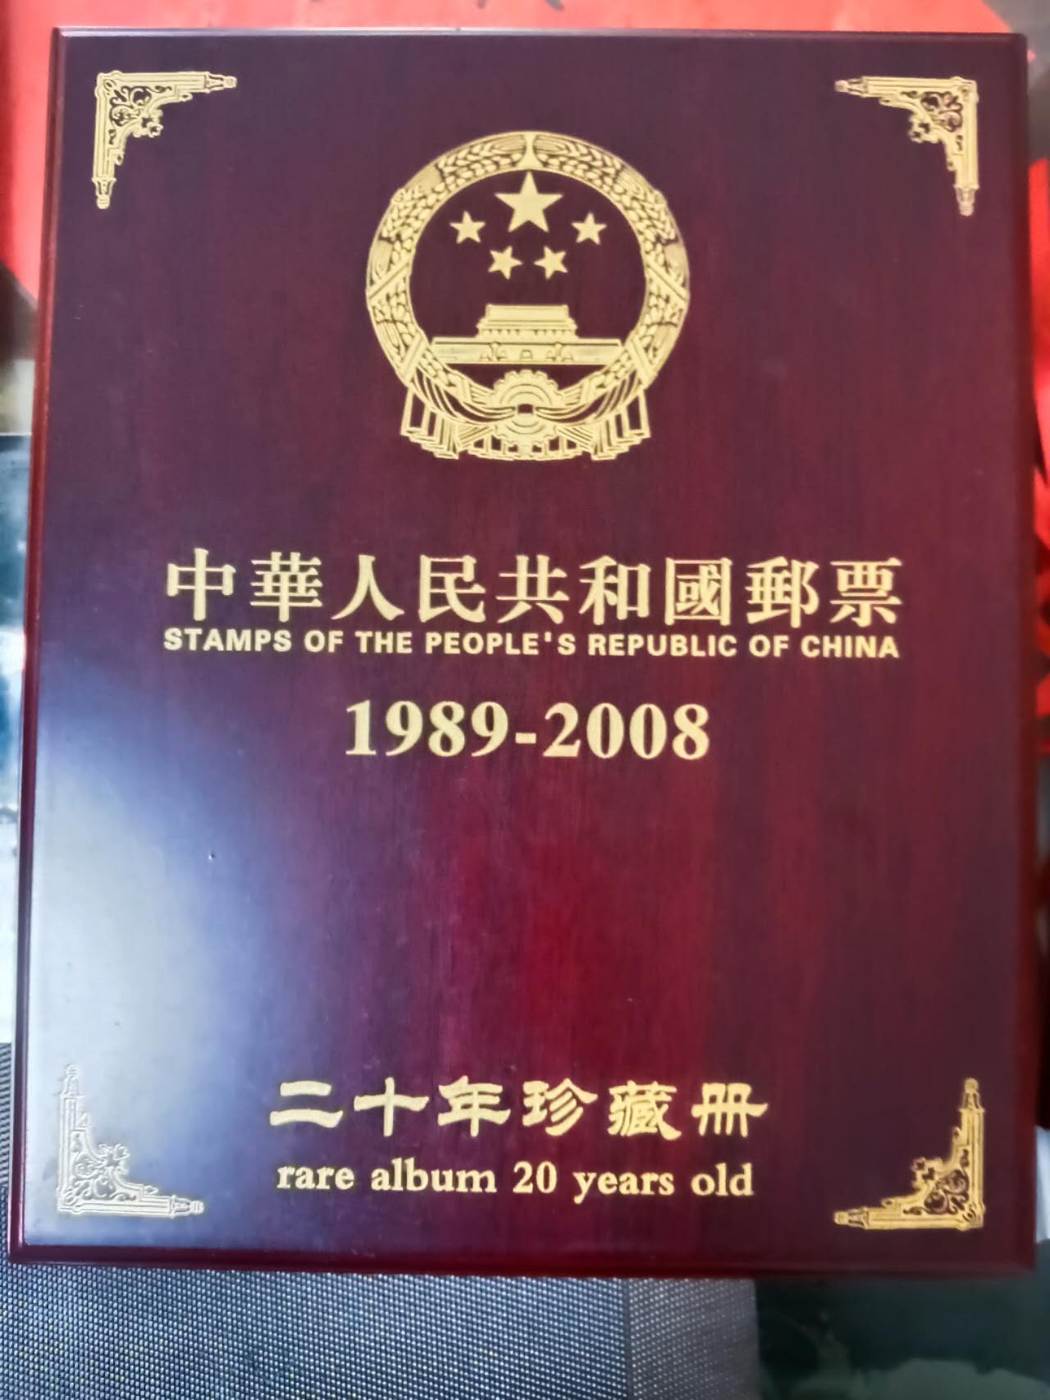 中華人民共和國郵票
STAMPS OF THE PEOPLE'S REPUBLIC OF CHINA
1989-2008
二十年珍藏册
rare album 20 years old